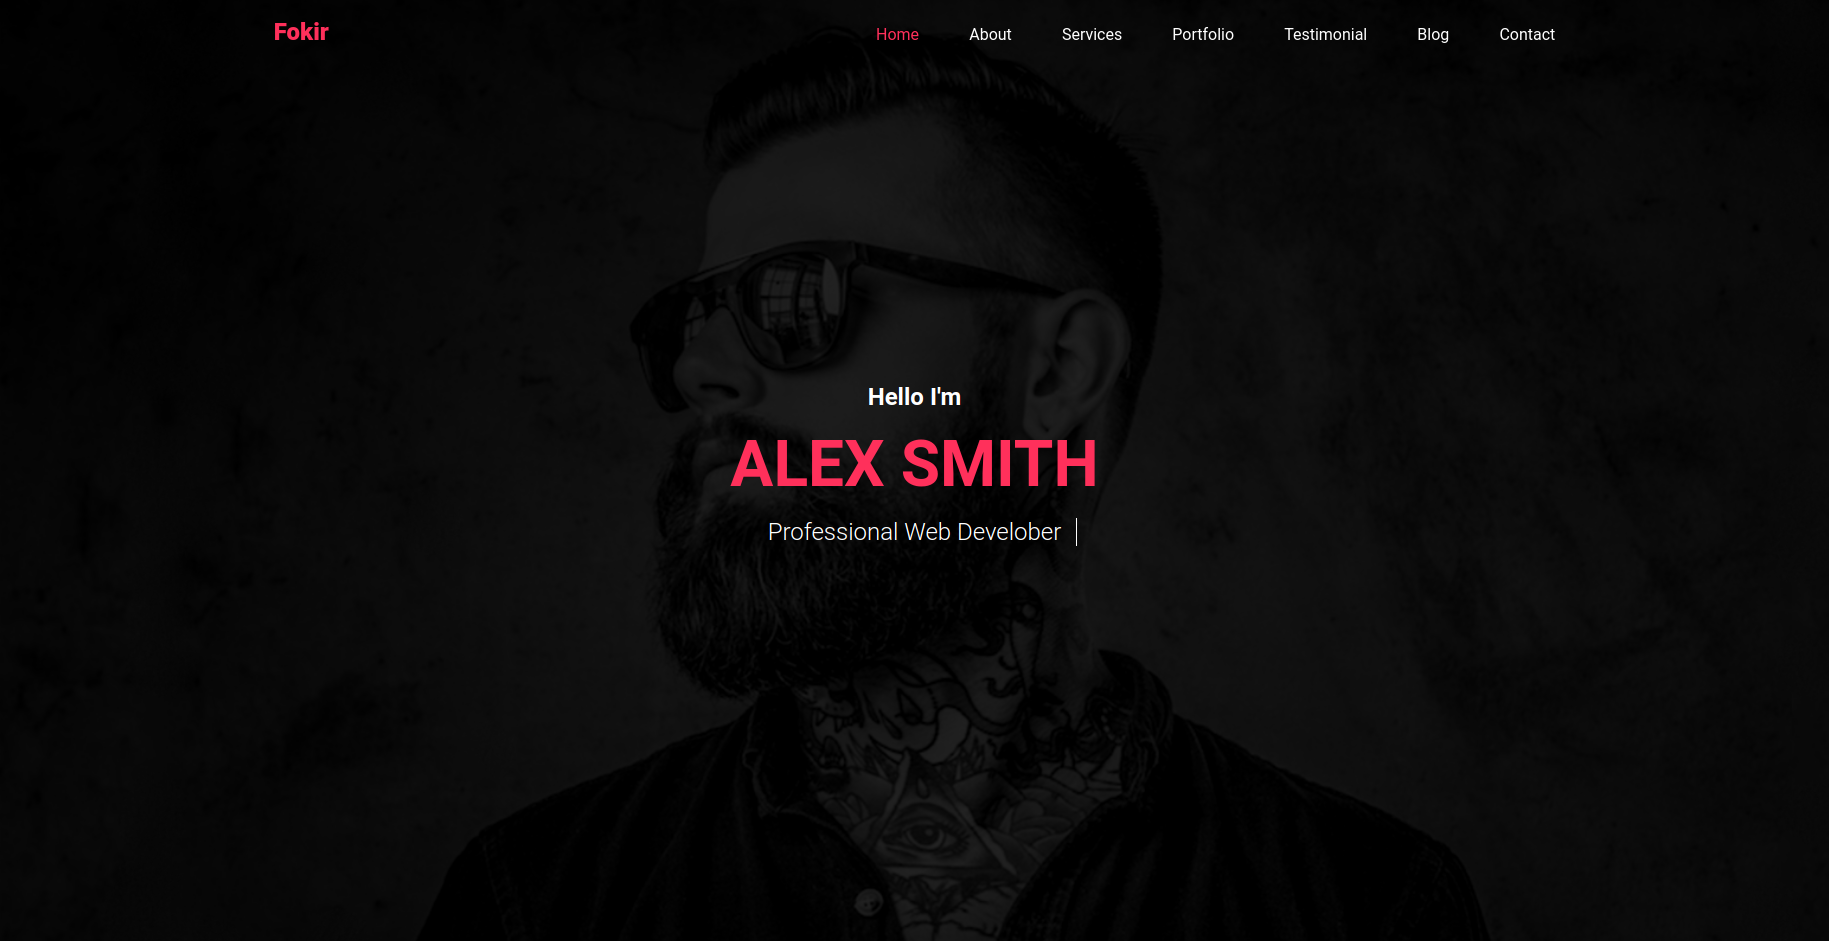 Fokir
Home About Services Portfolio Testimonial Blog Contact
Hello I'm
ALEX SMITH
Professional Web Develober